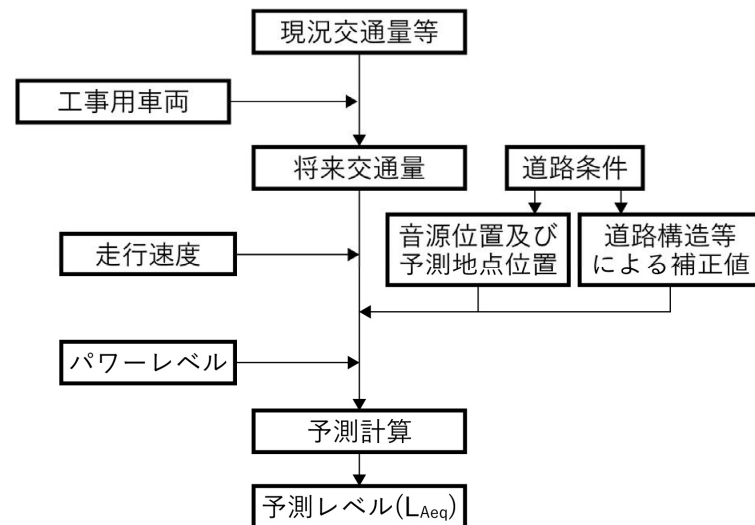 現況交通量等
工事用車両
将来交通量
道路条件
走行速度
音源位置及び
予測地点位置
道路構造等
による補正値
パワーレベル
予測計算
予測レベル(LAeq)